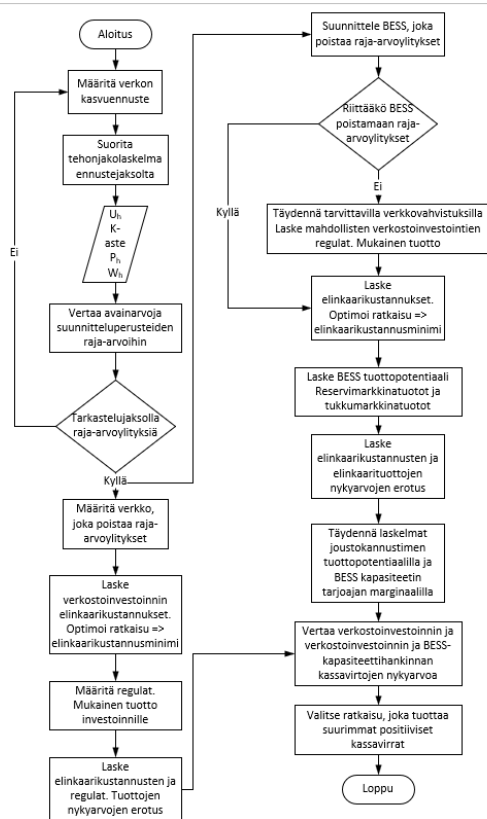 Aloitus
Määritä verkon
kasvuennuste
Suorita
tehonjakolaskelma
ennustejaksolta
Uh
K-
aste
Ph
Wh
Ei
Vertaa avainarvoja
suunnitteluperusteiden
raja-arvoihin
Tarkastelujaksolla
raja-arvoylityksiä
Kyllä
Määritä verkko,
joka poistaa raja-
arvoylitykset
Laske
verkostoinvestoinnin
elinkaarikustannukset.
Optimoi ratkaisu =>
elinkaarikustannusminimi
Määritä regulat.
Mukainen tuotto
investoinnille
Laske
elinkaarikustannusten ja
regulat. Tuottojen
nykyarvojen erotus
Suunnittele BESS, joka
poistaa raja-arvoylitykset
Riittääkö BESS
poistamaan raja-
arvoylitykset
Ei
Kyllä
Täydennä tarvittavilla verkkovahvistuksilla
Laske mahdollisten verkostoinvestointien
regulat. Mukainen tuotto
Laske
elinkaarikustannukset.
Optimoi ratkaisu =>
elinkaarikustannusminimi
Laske BESS tuottopotentiaali
Reservimarkkinatuotot ja
tukkumarkkinatuotot
Laske
elinkaarikustannusten ja
elinkaarituottojen
nykyarvojen erotus
Täydennä laskelmat
joustokannustimen
tuottopotentiaalilla ja
BESS kapasiteetin
tarjoajan marginaalilla
Vertaa verkostoinvestoinnin ja
verkostoinvestoinnin ja BESS-
kapasiteettihankinnan
kassavirtojen nykyarvoa
Valitse ratkaisu, joka tuottaa
suurimmat positiiviset
kassavirrat
Loppu